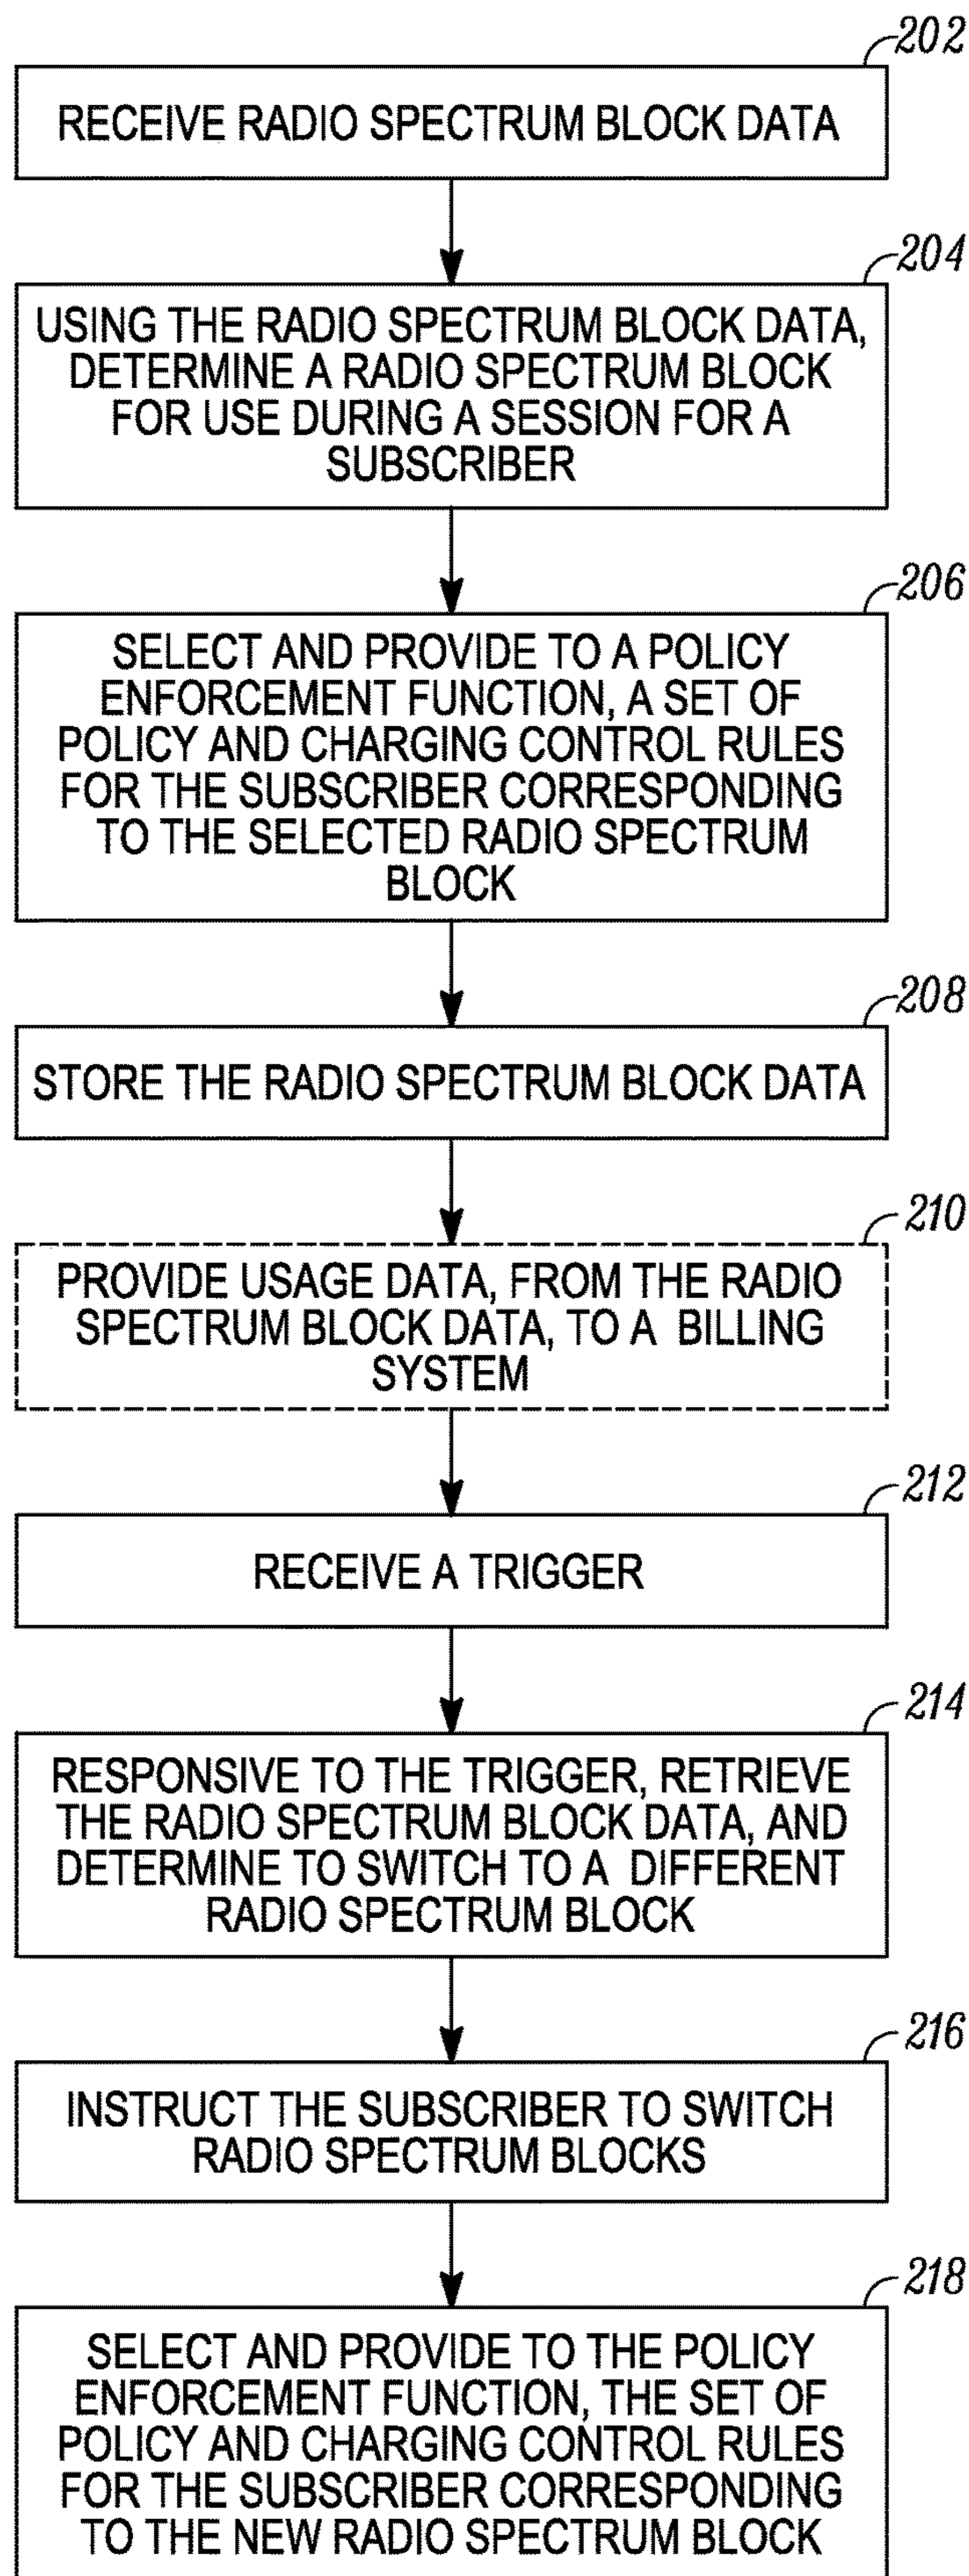 202
RECEIVE RADIO SPECTRUM BLOCK DATA
204
USING THE RADIO SPECTRUM BLOCK DATA,
DETERMINE A RADIO SPECTRUM BLOCK
FOR USE DURING A SESSION FOR A
SUBSCRIBER
206
SELECT AND PROVIDE TO A POLICY
ENFORCEMENT FUNCTION, A SET OF
POLICY AND CHARGING CONTROL RULES
FOR THE SUBSCRIBER CORRESPONDING
TO THE SELECTED RADIO SPECTRUM
BLOCK
208
STORE THE RADIO SPECTRUM BLOCK DATA
210
PROVIDE USAGE DATA, FROM THE RADIO
SPECTRUM BLOCK DATA, TO A BILLING
SYSTEM
212
RECEIVE A TRIGGER
214
RESPONSIVE TO THE TRIGGER, RETRIEVE
THE RADIO SPECTRUM BLOCK DATA, AND
DETERMINE TO SWITCH TO A DIFFERENT
RADIO SPECTRUM BLOCK
216
INSTRUCT THE SUBSCRIBER TO SWITCH
RADIO SPECTRUM BLOCKS
218
SELECT AND PROVIDE TO THE POLICY
ENFORCEMENT FUNCTION, THE SET OF
POLICY AND CHARGING CONTROL RULES
FOR THE SUBSCRIBER CORRESPONDING
TO THE NEW RADIO SPECTRUM BLOCK